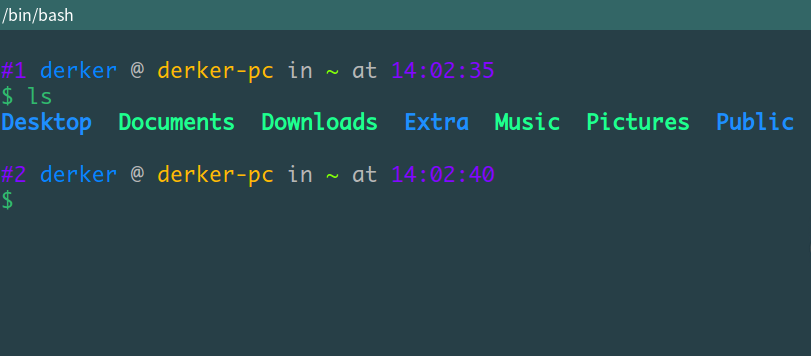 /bin/bash
#1 derker @ derker-pc in ~ at 14:02:35
$ ls
Desktop  Documents  Downloads  Extra  Music  Pictures  Public
#2 derker @ derker-pc in ~ at 14:02:40
$